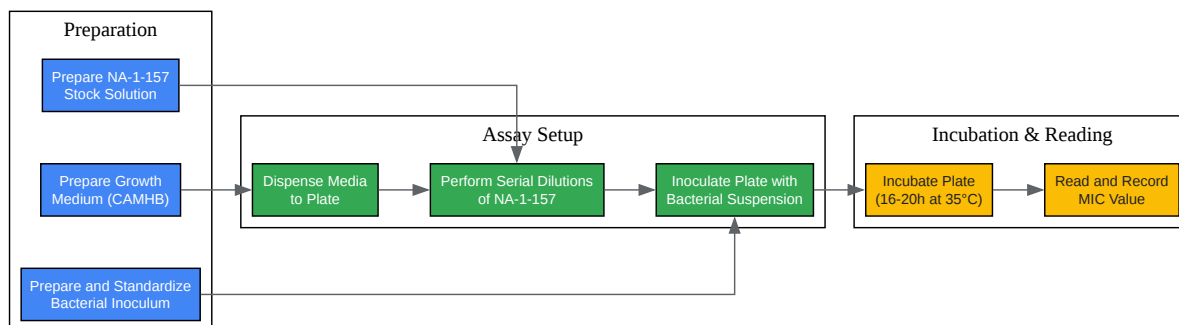 Preparation
Prepare NA-1-157
Stock Solution
Prepare Growth
Medium (CAMHB)
Prepare and Standardize
Bacterial Inoculum
Assay Setup
Dispense Media
to Plate
Perform Serial Dilutions
of NA-1-157
Inoculate Plate with
Bacterial Suspension
Incubation & Reading
Incubate Plate
(16-20h at 35°C)
Read and Record
MIC Value